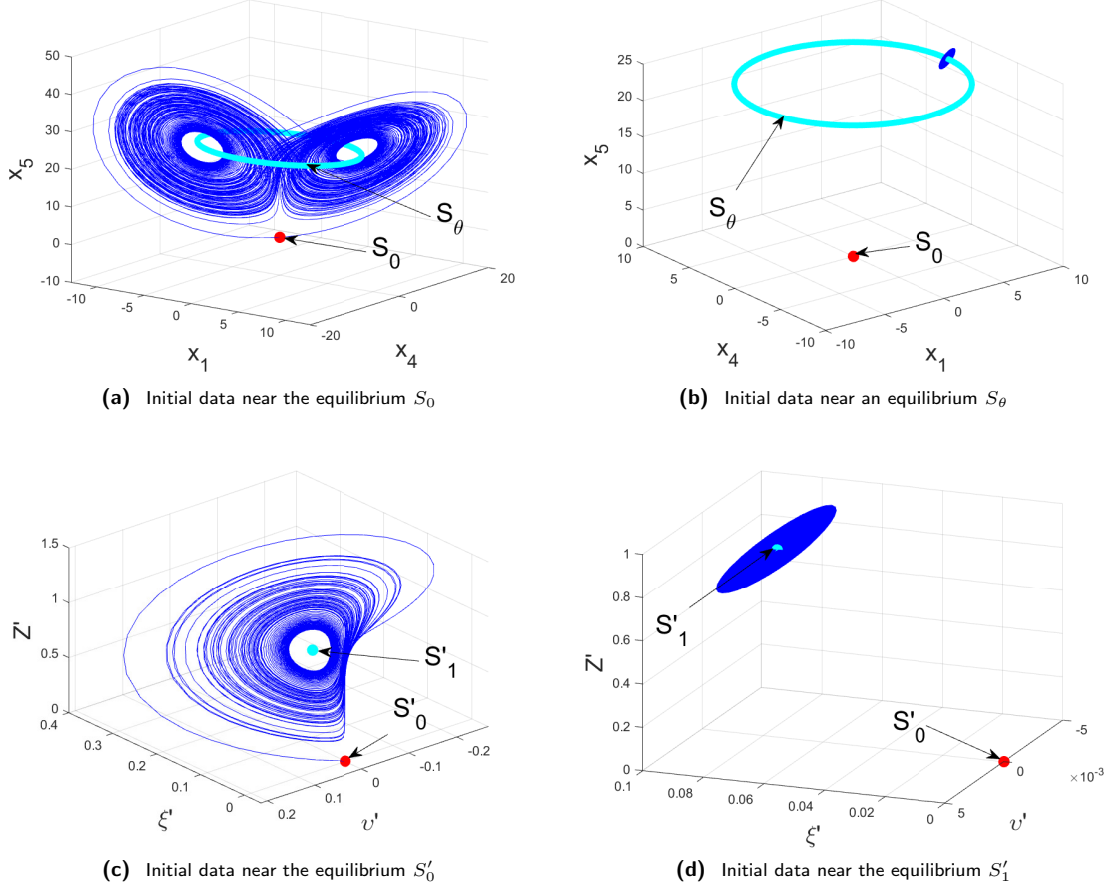 50
40
30
20
10
0
-10
x5
-10
-5
0
5
10
x1
-20
0
20
x4
Sθ
S0
(a) Initial data near the equilibrium S0
25
20
15
10
5
0
x5
10
5
0
-5
-10
x4
-10
-5
0
5
10
x1
Sθ
S0
(b) Initial data near an equilibrium Sθ
1.5
1
0.5
0
Z'
0.4
0.3
0.2
0.1
0
ξ'
0.2
0.1
0
-0.1
-0.2
υ'
S'1
S'0
(c) Initial data near the equilibrium S′0
1
0.8
0.6
0.4
0.2
0
Z'
0.1
0.08
0.06
0.04
0.02
0
ξ'
5
0
-5
×10-3
υ'
S'1
S'0
(d) Initial data near the equilibrium S′1